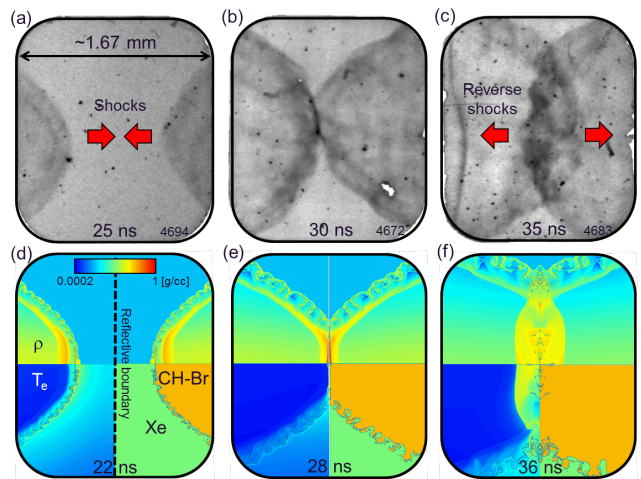 (a)
(b)
(c)
~1.67 mm
Shocks
Reverse
shocks
25 ns
4694
30 ns
4672
35 ns
4683
(d)
(e)
(f)
0.0002
1 [g/cc]
ρ
Reflective boundary
Te
CH-Br
Xe
22 ns
28 ns
36 ns